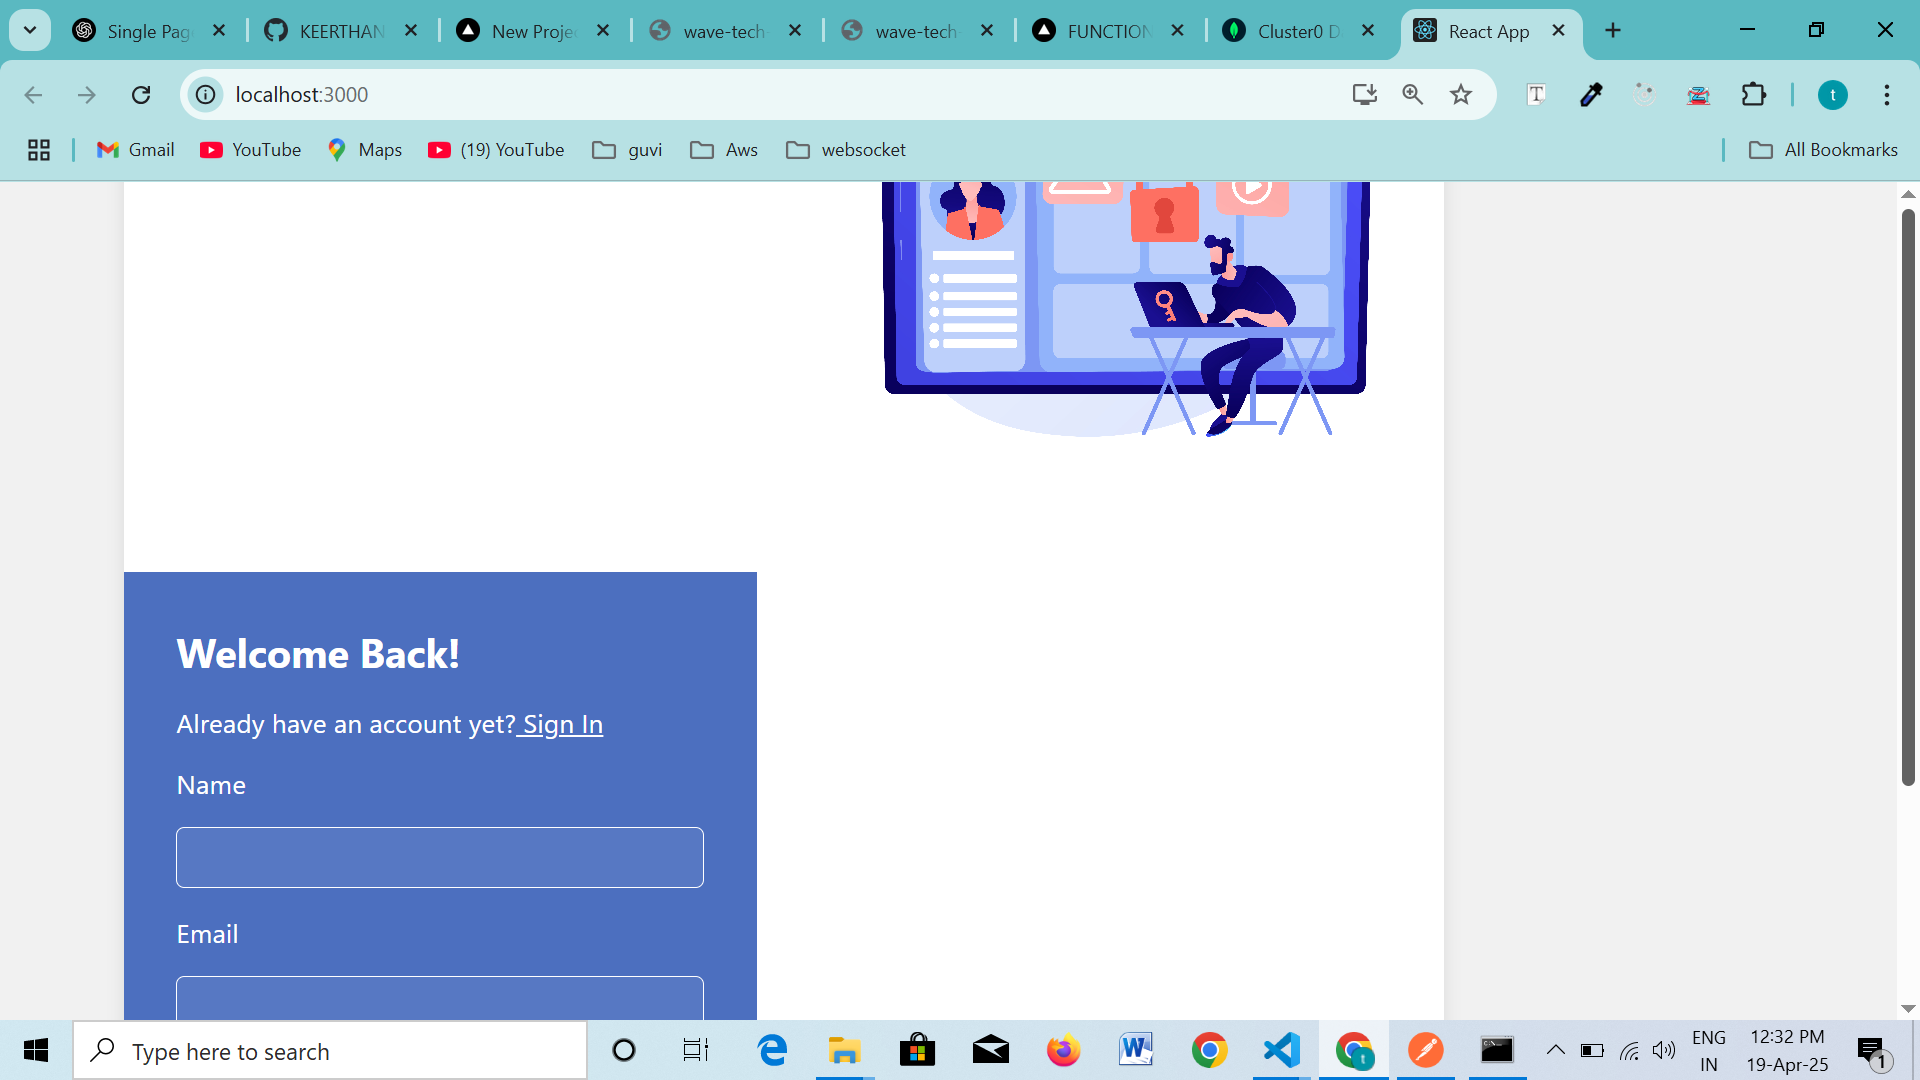 Single Pag
KEERTHAN
New Projec
wave-tech-
wave-tech-
FUNCTION
Cluster0 D
React App
localhost:3000
T
t
Gmail
YouTube
Maps
(19) YouTube
guvi
Aws
websocket
All Bookmarks
Welcome Back!
Already have an account yet? Sign In
Name
Email
Type here to search
ENG
IN
12:32 PM
19-Apr-25
1